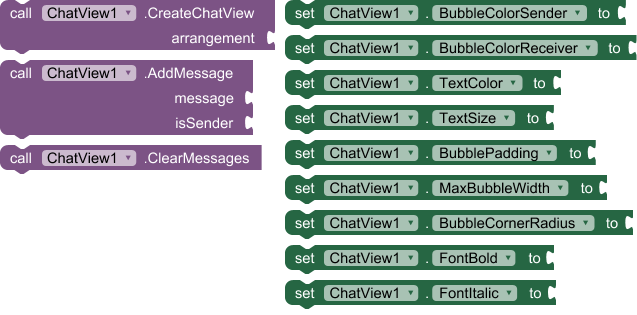 call ChatView1 .CreateChatView
arrangement
call ChatView1 .AddMessage
message
isSender
call ChatView1 .ClearMessages
set ChatView1 . BubbleColorSender to
set ChatView1 . BubbleColorReceiver to
set ChatView1 . TextColor to
set ChatView1 . TextSize to
set ChatView1 . BubblePadding to
set ChatView1 . MaxBubbleWidth to
set ChatView1 . BubbleCornerRadius to
set ChatView1 . FontBold to
set ChatView1 . FontItalic to